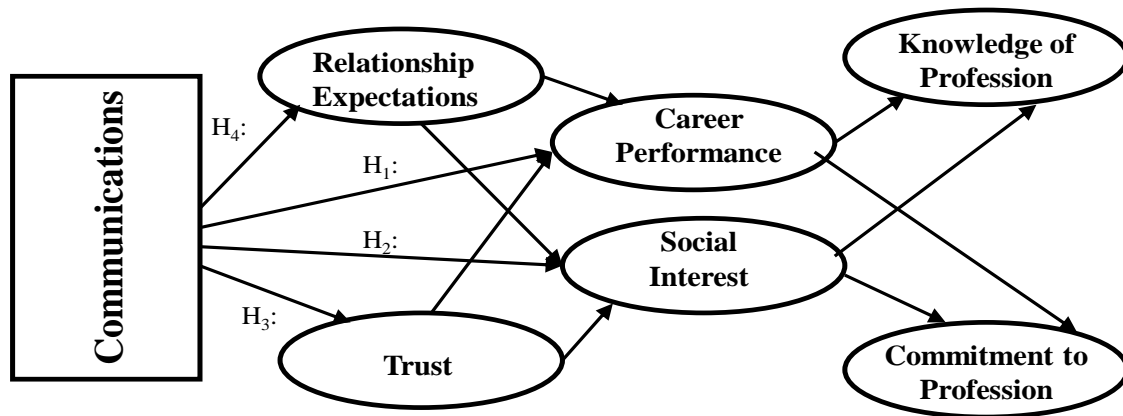 Communications
H4:
H1:
H2:
H3:
Relationship
Expectations
Trust
Career
Performance
Social
Interest
Knowledge of
Profession
Commitment to
Profession